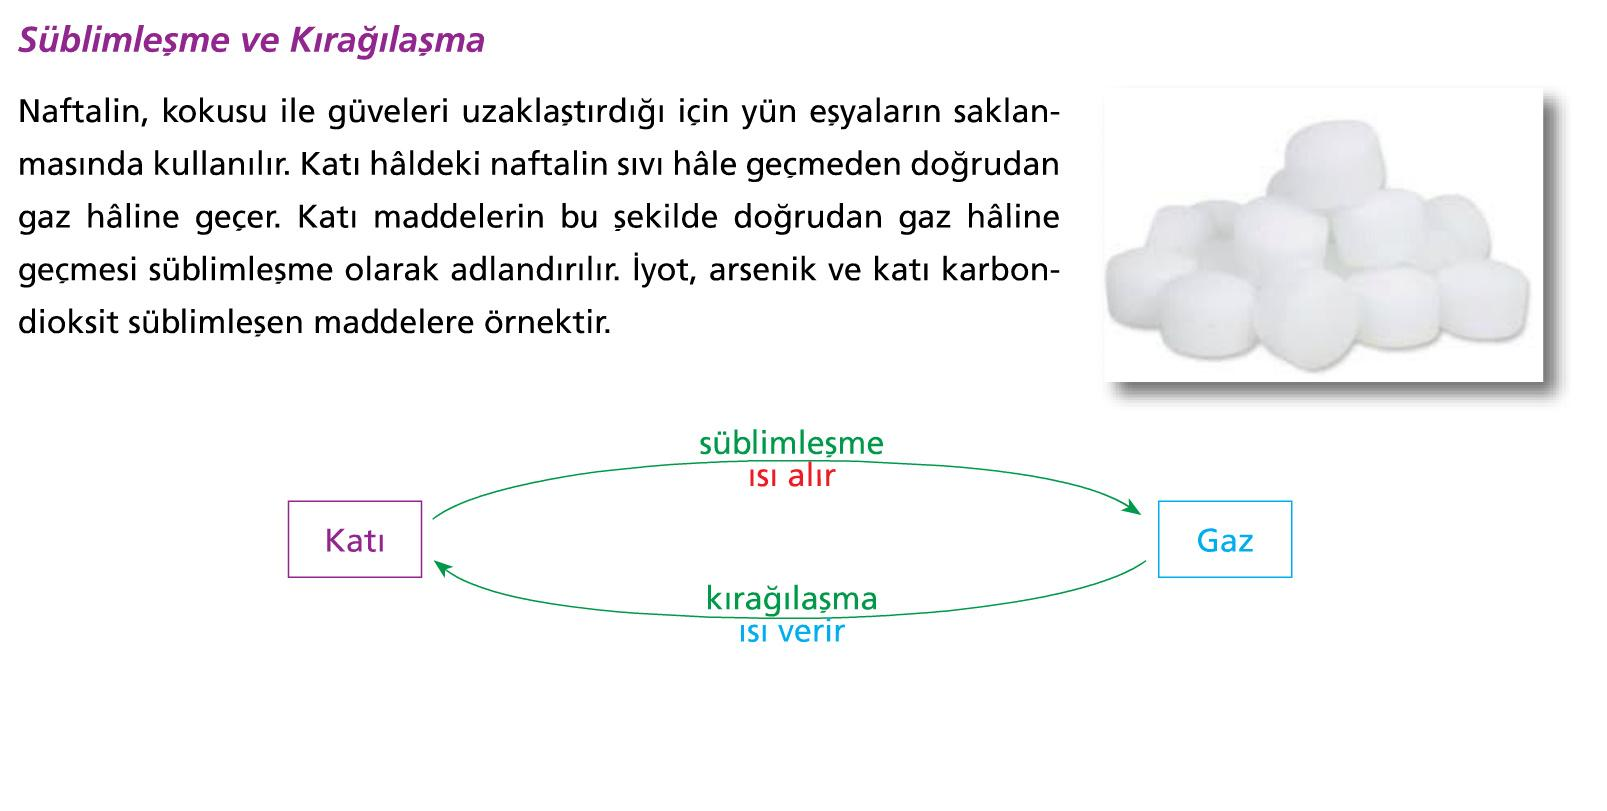 Süblimleşme ve Kırağılaşma
Naftalin, kokusu ile güveleri uzaklaştırdığı için yün eşyaların saklan-
masında kullanılır. Katı hâldeki naftalin sıvı hâle geçmeden doğrudan
gaz hâline geçer. Katı maddelerin bu şekilde doğrudan gaz hâline
geçmesi süblimleşme olarak adlandırılır. İyot, arsenik ve katı karbon-
dioksit süblimleşen maddelere örnektir.
süblimleşme
ısı alır
Katı
Gaz
kırağılaşma
ısı verir